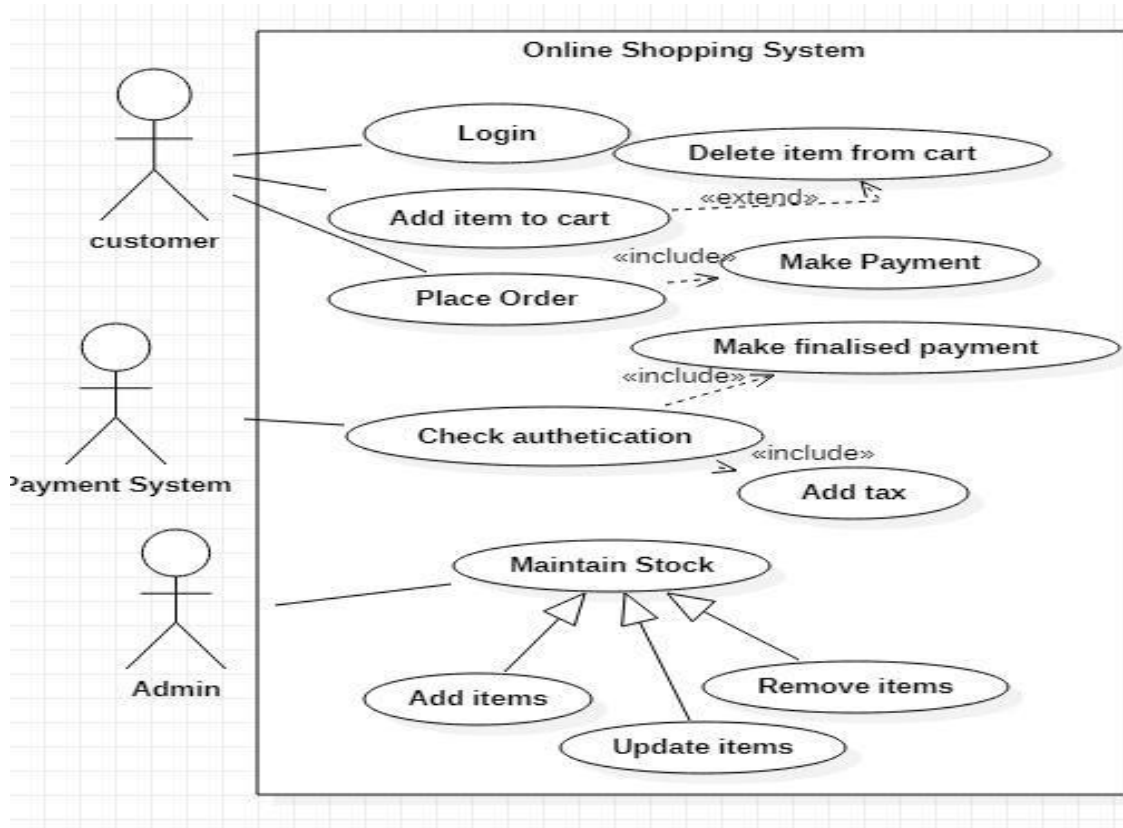 Online Shopping System
Login
Delete item from cart
«extend»
Add item to cart
customer
«include»
Make Payment
Place Order
Make finalised payment
«include»
Check authetication
«include»
Payment System
Add tax
Maintain Stock
Admin
Add items
Remove items
Update items